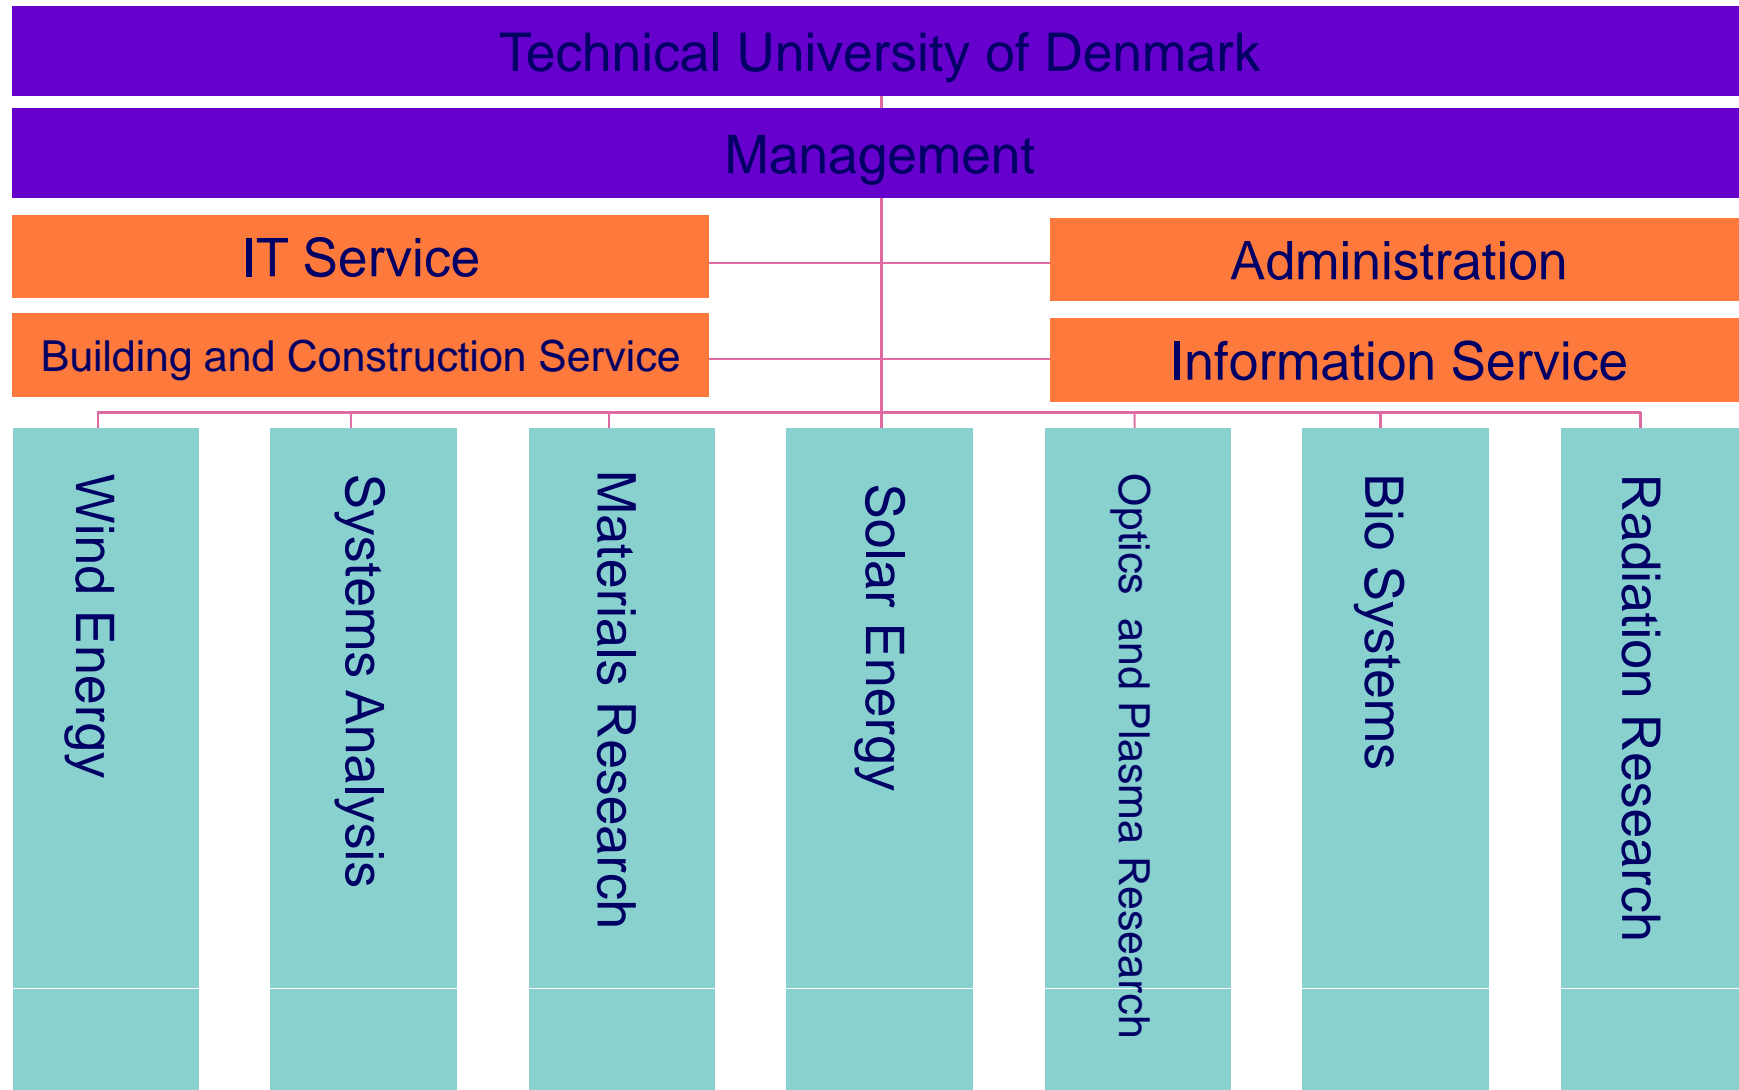 Technical University of Denmark
Management
IT Service
Administration
Building and Construction Service
Information Service
Wind Energy
Systems Analysis
Materials Research
Solar Energy
Optics and Plasma Research
Bio Systems
Radiation Research